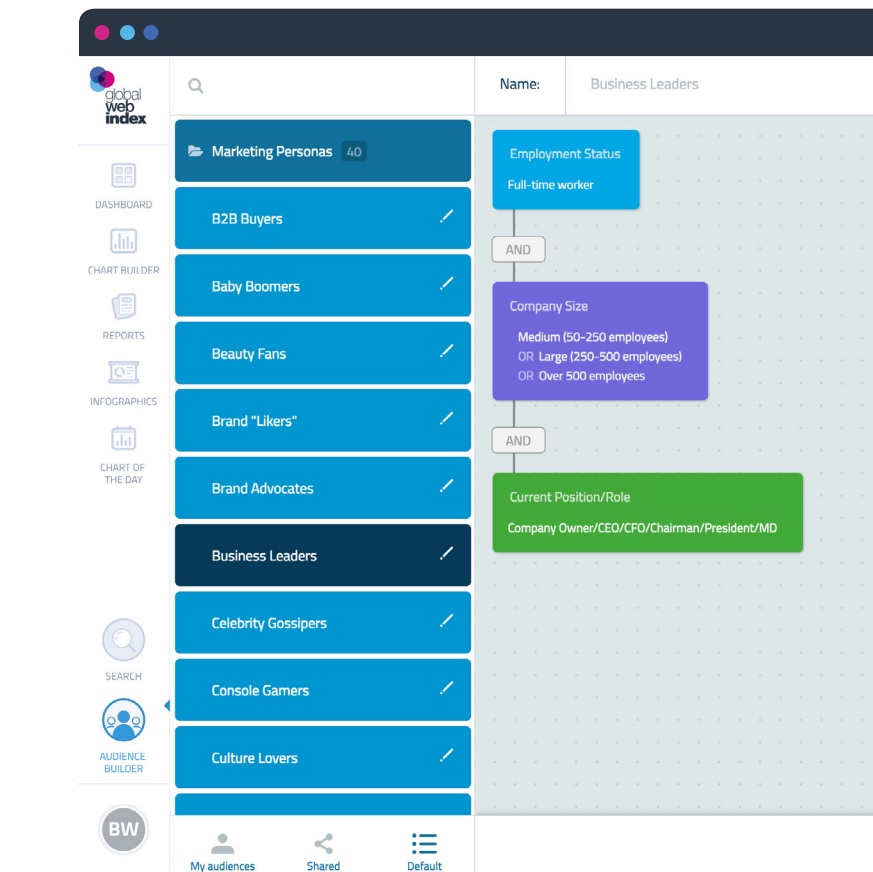 global
web
index
DASHBOARD
CHART BUILDER
REPORTS
INFOGRAPHICS
CHART OF
THE DAY
SEARCH
AUDIENCE
BUILDER
BW
Marketing Personas 40
B2B Buyers
Baby Boomers
Beauty Fans
Brand "Likers"
Brand Advocates
Business Leaders
Celebrity Gossipers
Console Gamers
Culture Lovers
My audiences
Shared
Default
Name: Business Leaders
Employment Status
Full-time worker
AND
Company Size
Medium (50-250 employees)
OR Large (250-500 employees)
OR Over 500 employees
AND
Current Position/Role
Company Owner/CEO/CFO/Chairman/President/MD